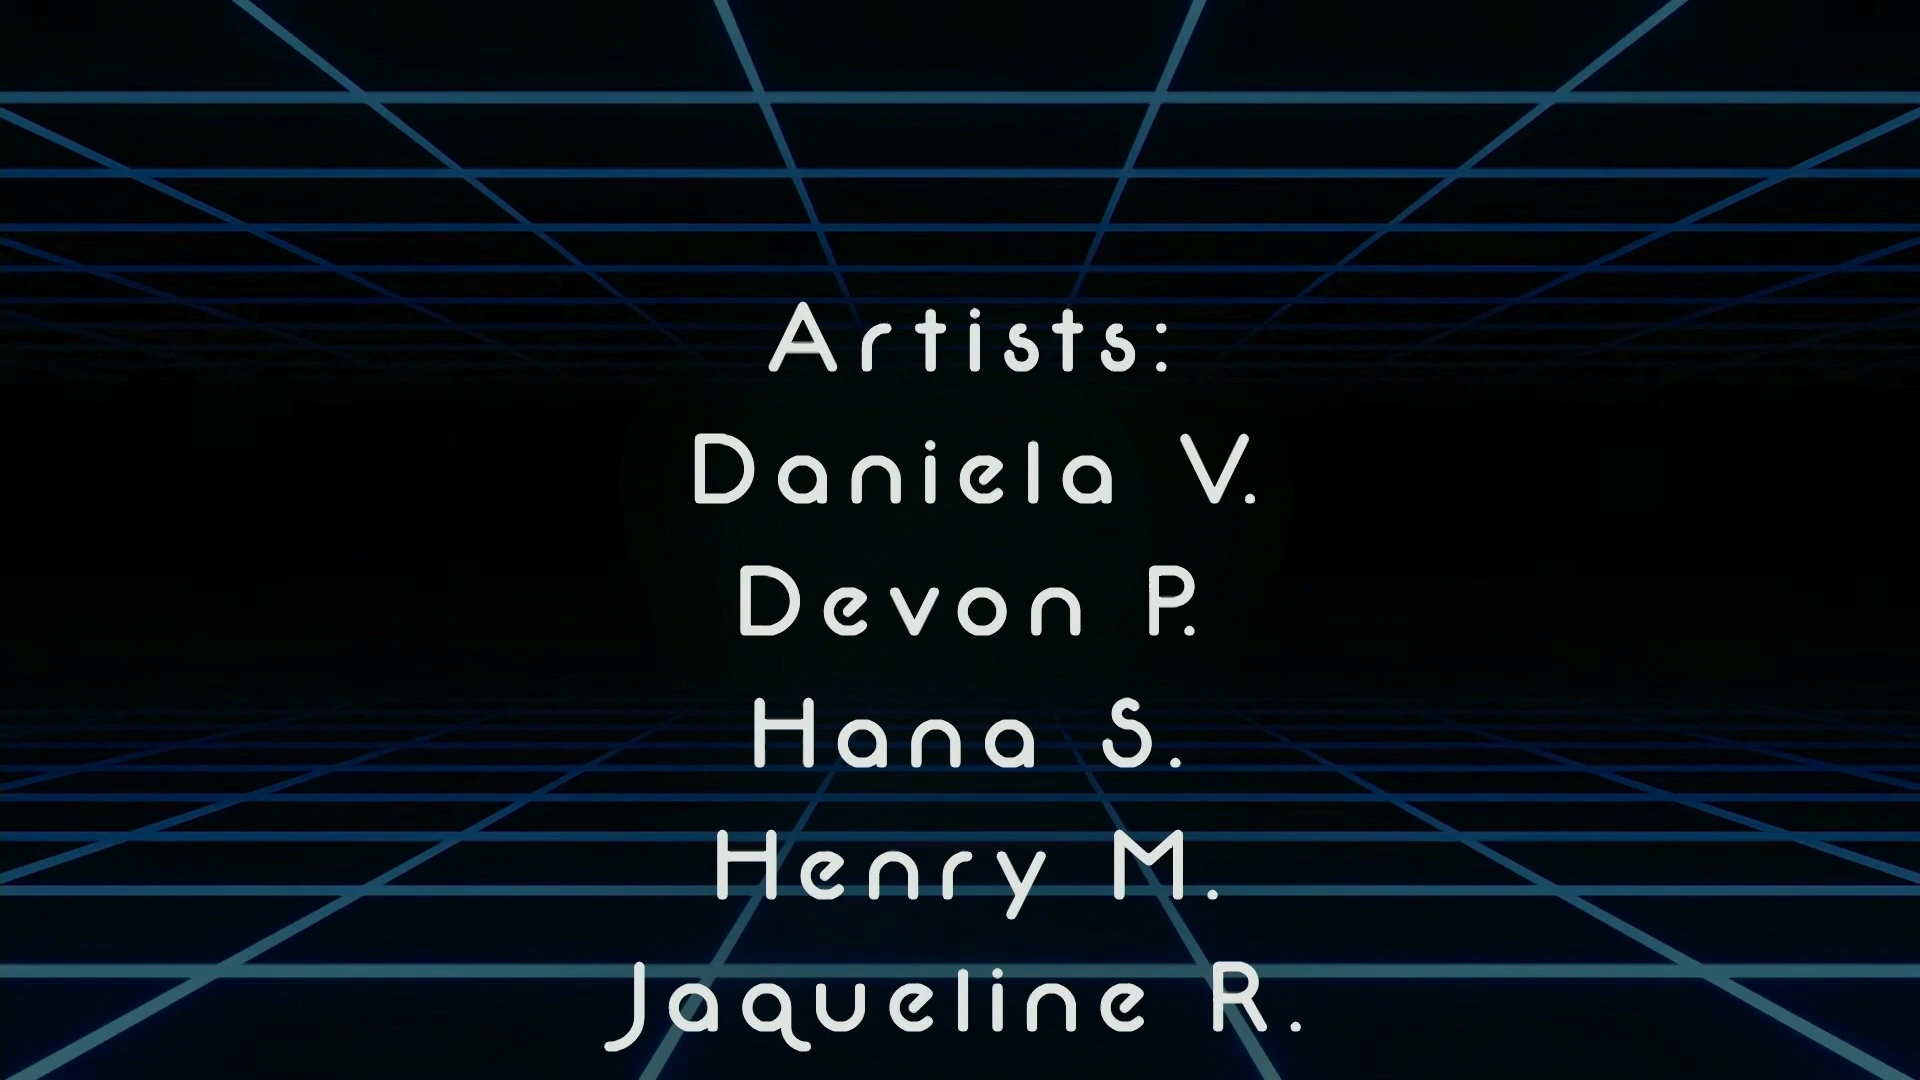 Artists:
Daniela V.
Devon P.
Hana S.
Henry M.
Jaqueline R.